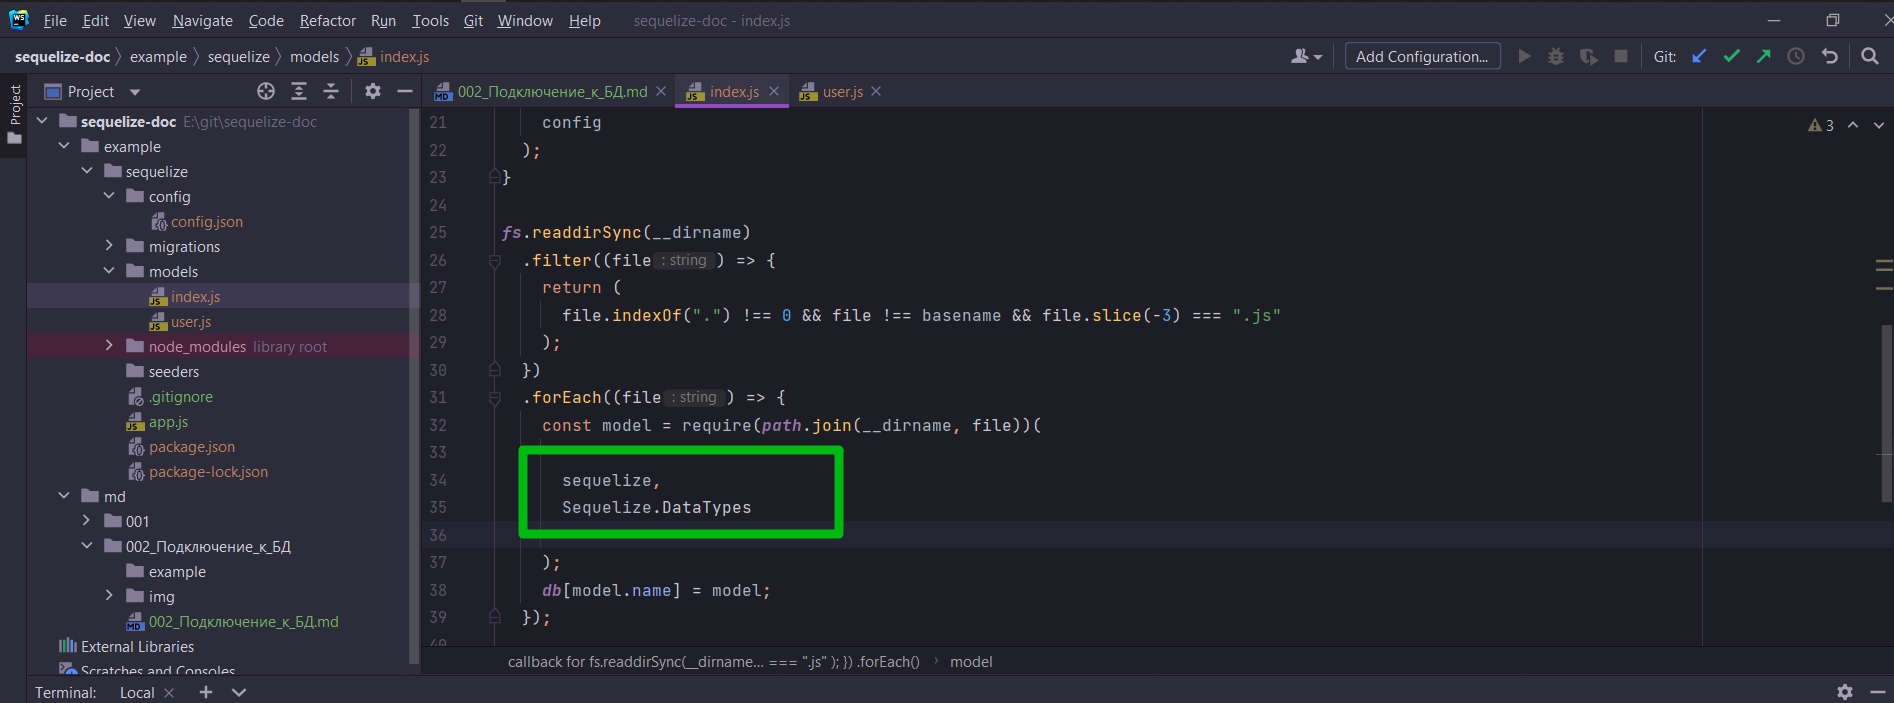 WS File Edit View Navigate Code Refactor Run Tools Git Window Help sequelize-doc - index.js
sequelize-doc example sequelize models index.js Add Configuration... Git:
Project
Project
002_Подключение_к_БД.md index.js user.js
sequelize-doc E:\git\sequelize-doc
example
sequelize
config
config.json
migrations
models
index.js
user.js
node_modules library root
seeders
.gitignore
app.js
package.json
package-lock.json
md
001
002_Подключение_к_БД
example
img
002_Подключение_к_БД.md
External Libraries
Scratches and Consoles
3
21 config
22 );
23 }
24
25 fs.readdirSync(__dirname)
26 .filter((file : string ) => {
27 return (
28 file.indexOf(".") !== 0 && file !== basename && file.slice(-3) === ".js"
29 );
30 })
31 .forEach((file : string ) => {
32 const model = require(path.join(__dirname, file))(
33
34 sequelize,
35 Sequelize.DataTypes
36
37 );
38 db[model.name] = model;
39 });
40
callback for fs.readdirSync(__dirname... === ".js" ); }) .forEach() model
Terminal: Local